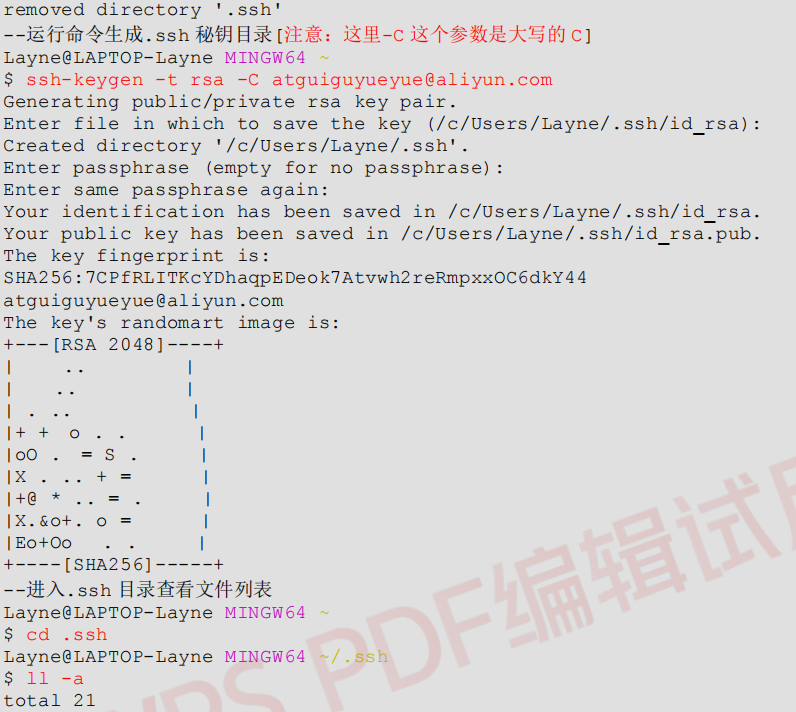 removed directory '.ssh'
--运行命令生成.ssh 秘钥目录[注意：这里-C 这个参数是大写的 C]
Layne@LAPTOP-Layne MINGW64 ~
$ ssh-keygen -t rsa -C atguiguyueyue@aliyun.com
Generating public/private rsa key pair.
Enter file in which to save the key (/c/Users/Layne/.ssh/id_rsa):
Created directory '/c/Users/Layne/.ssh'.
Enter passphrase (empty for no passphrase):
Enter same passphrase again:
Your identification has been saved in /c/Users/Layne/.ssh/id_rsa.
Your public key has been saved in /c/Users/Layne/.ssh/id_rsa.pub.
The key fingerprint is:
SHA256:7CPfRLITKcYDhaqpEDeok7Atvwh2reRmpxxOC6dkY44
atguiguyueyue@aliyun.com
The key's randomart image is:
+---[RSA 2048]----+
|     ..         |
|    ..          |
| . ..           |
|+ +  o . .       |
|oO .  = S .      |
|X . .. + =       |
|+@ * .. = .      |
|X.&o+. o =       |
|Eo+Oo   . .      |
+----[SHA256]-----+
--进入.ssh 目录查看文件列表
Layne@LAPTOP-Layne MINGW64 ~
$ cd .ssh
Layne@LAPTOP-Layne MINGW64 ~/.ssh
$ ll -a
total 21
WPS PDF编辑试用